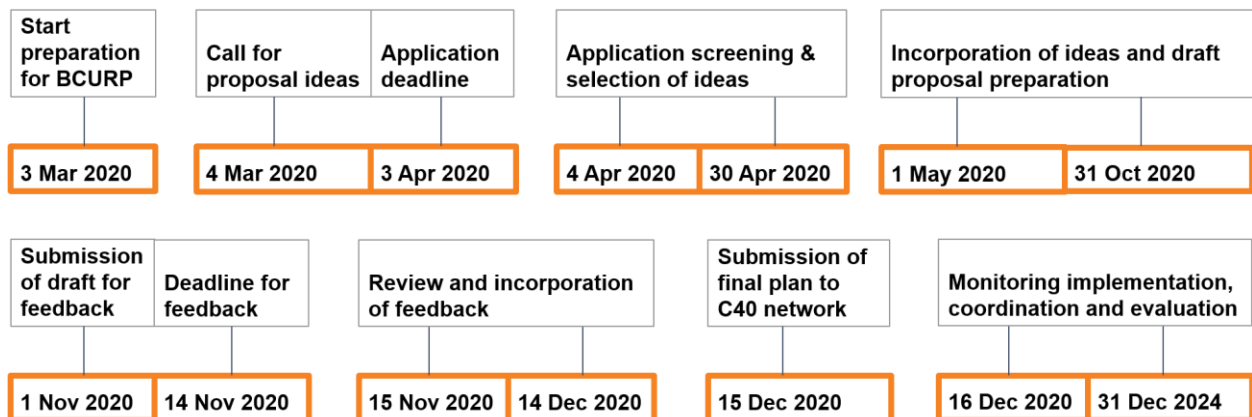 Start
preparation
for BCURP
Call for
proposal ideas
Application
deadline
Application screening &
selection of ideas
Incorporation of ideas and draft
proposal preparation
3 Mar 2020
4 Mar 2020
3 Apr 2020
4 Apr 2020
30 Apr 2020
1 May 2020
31 Oct 2020
Submission
of draft for
feedback
Deadline for
feedback
Review and incorporation
of feedback
Submission of
final plan to
C40 network
Monitoring implementation,
coordination and evaluation
1 Nov 2020
14 Nov 2020
15 Nov 2020
14 Dec 2020
15 Dec 2020
16 Dec 2020
31 Dec 2024